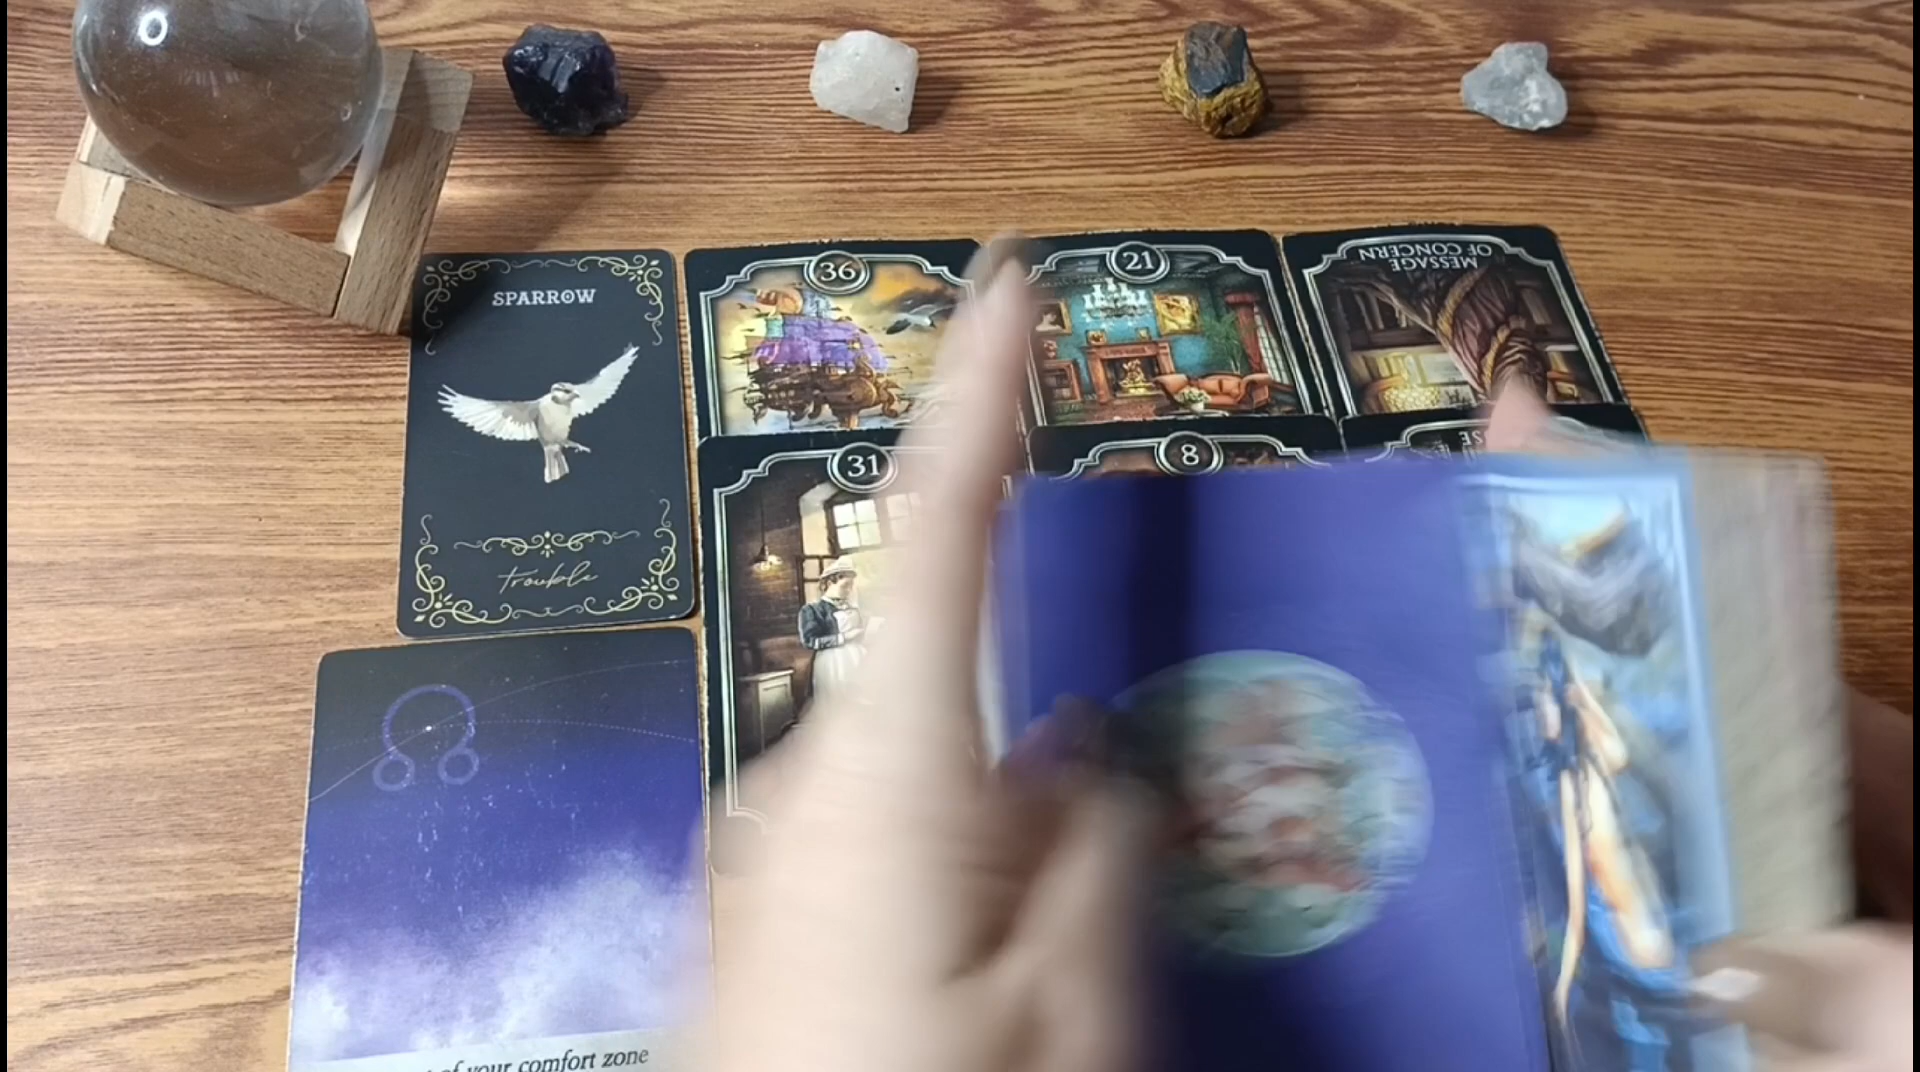 SPARROW
36
21
MESSAGE
OF CONCERN
31
8
trouble
of your comfort zone